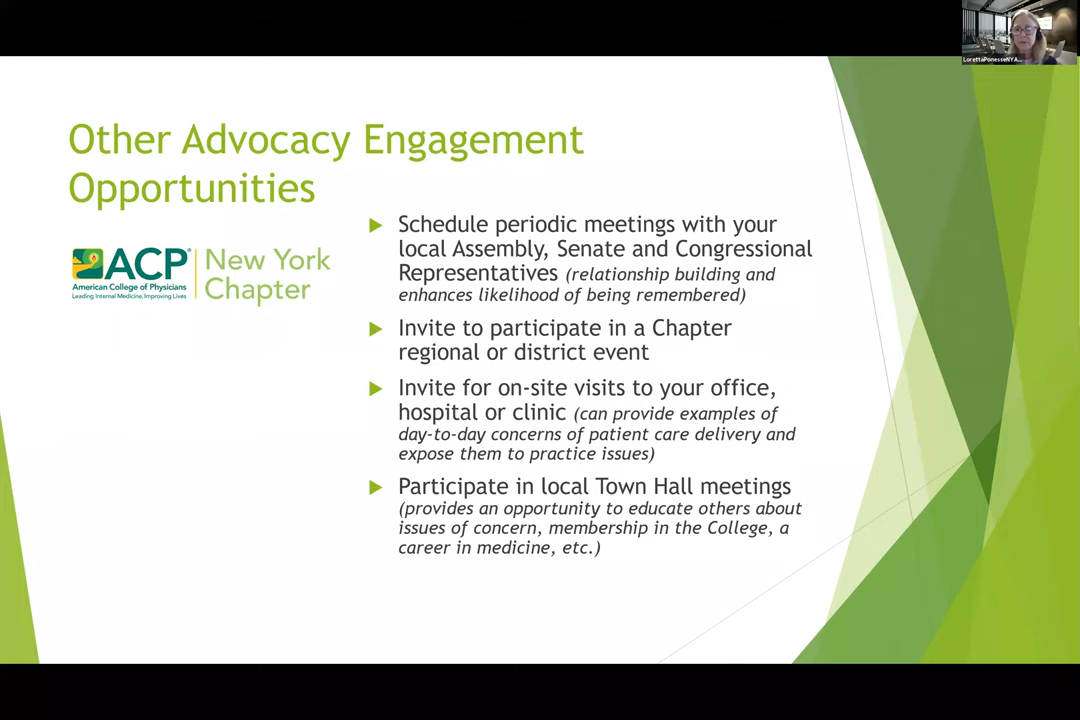 LorettaPonesseNYA...
Other Advocacy Engagement
Opportunities
ACP®
American College of Physicians
Leading Internal Medicine, Improving Lives
New York
Chapter
Schedule periodic meetings with your
local Assembly, Senate and Congressional
Representatives (relationship building and
enhances likelihood of being remembered)
Invite to participate in a Chapter
regional or district event
Invite for on-site visits to your office,
hospital or clinic (can provide examples of
day-to-day concerns of patient care delivery and
expose them to practice issues)
Participate in local Town Hall meetings
(provides an opportunity to educate others about
issues of concern, membership in the College, a
career in medicine, etc.)